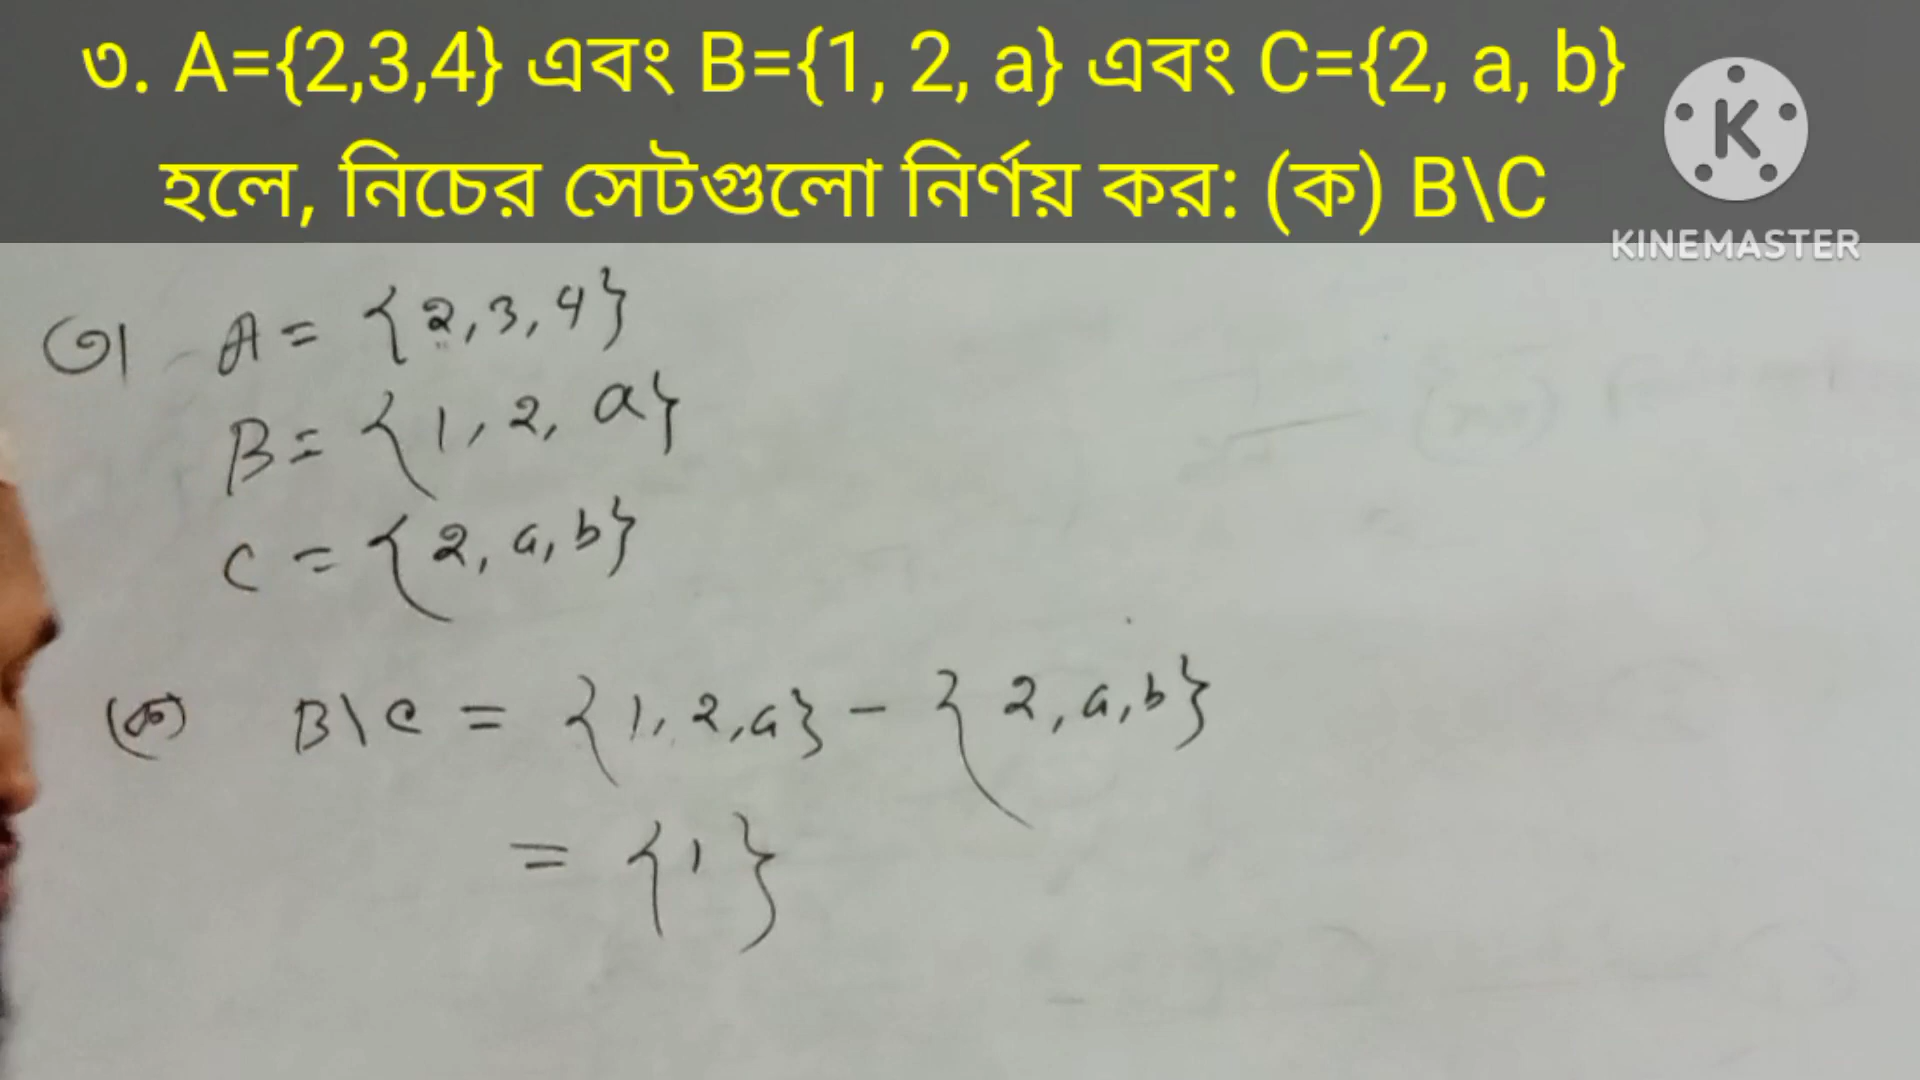 ৩. A={2,3,4} এবং B={1, 2, a} এবং C={2, a, b}
হলে, নিচের সেটগুলো নির্ণয় কর: (ক) B\C
K
KINEMASTER
৩। A = {2,3,4}
B = {1, 2, a}
C = {2, a, b}
(ক) B\C = {1, 2, a} - {2, a, b}
= {1}